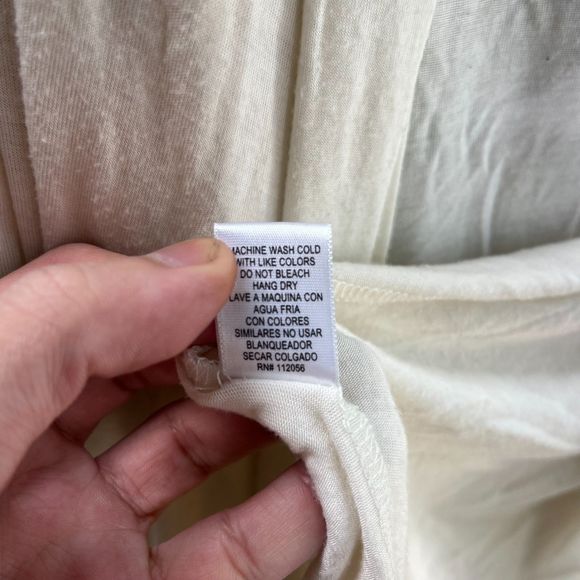 MACHINE WASH COLD
WITH LIKE COLORS
DO NOT BLEACH
HANG DRY
LAVE A MAQUINA CON
AGUA FRIA
CON COLORES
SIMILARES NO USAR
BLANQUEADOR
SECAR COLGADO
RN# 112056